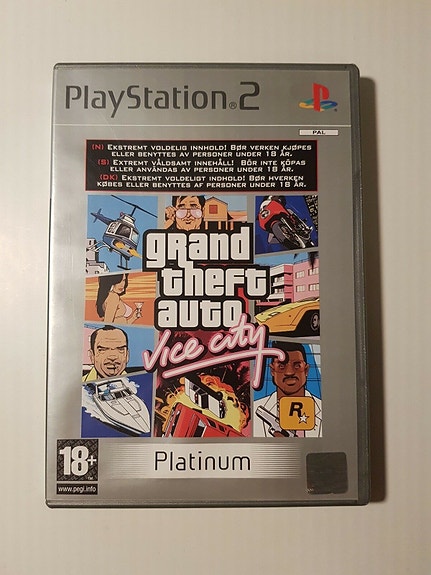 PlayStation®2
PAL
(N) EKSTREMT VOLDELIG INNHOLD! BØR VERKEN KJØPES
ELLER BENYTTES AV PERSONER UNDER 18 ÅR.
(S) EXTREMT VÅLDSAMT INNEHÅLL! BÖR INTE KÖPAS
ELLER ANVÄNDAS AV PERSONER UNDER 18 ÅR.
(DK) EKSTREMT VOLDELIGT INDHOLD! BØR HVERKEN
KØBES ELLER BENYTTES AF PERSONER UNDER 18 ÅR.
grand
theft
auto
Vice City
R
18+
www.pegi.info
Platinum